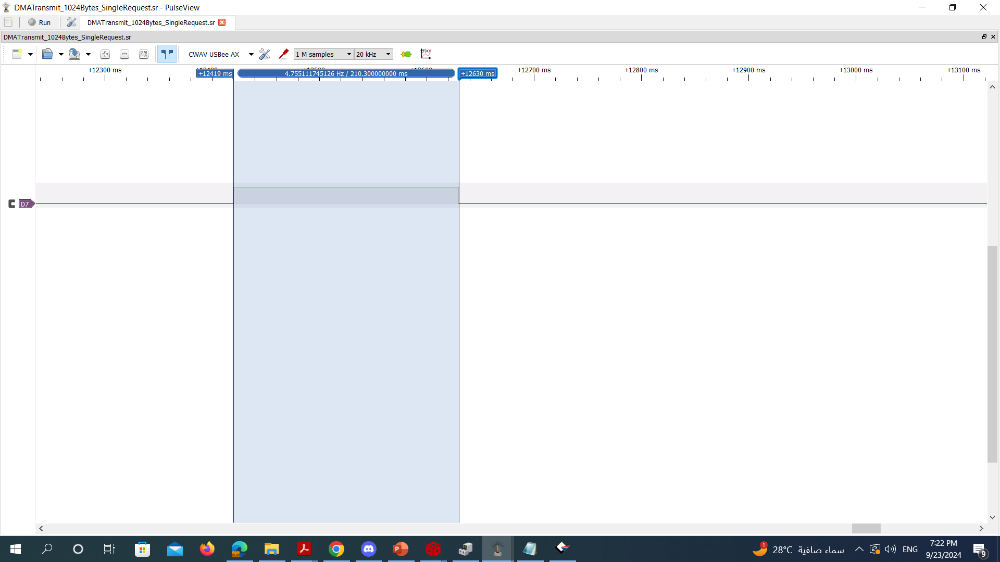 DMATransmit_1024Bytes_SingleRequest.sr - PulseView
Run
DMATransmit_1024Bytes_SingleRequest.sr
DMATransmit_1024Bytes_SingleRequest.sr
CWAV USBee AX
1 M samples
20 kHz
f(x)
+12300 ms
+12419 ms
4.755111745126 Hz / 210.300000000 ms
+12630 ms
+12700 ms
+12800 ms
+12900 ms
+13000 ms
+13100 ms
C
D7
1
28°C
سماء صافية
ENG
7:22 PM
9/23/2024
9